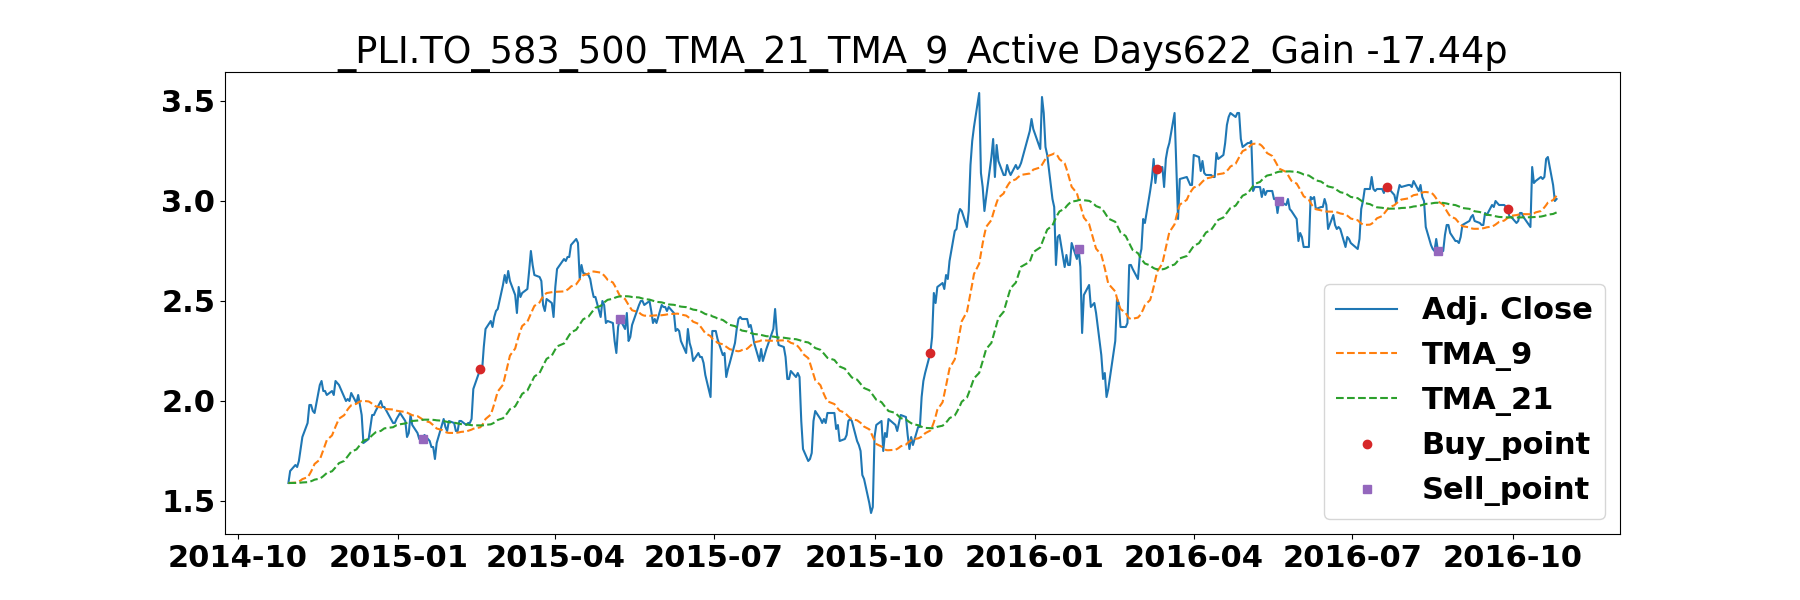 _PLI.TO_583_500_TMA_21_TMA_9_Active Days622_Gain -17.44p
3.5
3.0
2.5
2.0
1.5
Adj. Close
TMA_9
TMA_21
Buy_point
Sell_point
2014-10 2015-01 2015-04 2015-07 2015-10 2016-01 2016-04 2016-07 2016-10